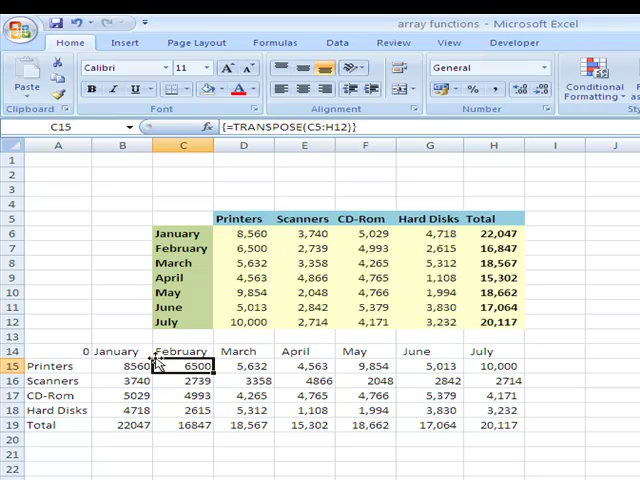 array functions - Microsoft Excel
Home Insert Page Layout Formulas Data Review View Developer
Paste Calibri 11 A A General Conditional
B I U $ % , Formatting
Clipboard Font Alignment Number
C15 fx {=TRANSPOSE(C5:H12)}
A B C D E F G H I J
1
2
3
4
5 Printers Scanners CD-Rom Hard Disks Total
6 January 8,560 3,740 5,029 4,718 22,047
7 February 6,500 2,739 4,993 2,615 16,847
8 March 5,632 3,358 4,265 5,312 18,567
9 April 4,563 4,866 4,765 1,108 15,302
10 May 9,854 2,048 4,766 1,994 18,662
11 June 5,013 2,842 5,379 3,830 17,064
12 July 10,000 2,714 4,171 3,232 20,117
13
14 0 January February March April May June July
15 Printers 8560 6500 5,632 4,563 9,854 5,013 10,000
16 Scanners 3740 2739 3358 4866 2048 2842 2714
17 CD-Rom 5029 4993 4,265 4,765 4,766 5,379 4,171
18 Hard Disks 4718 2615 5,312 1,108 1,994 3,830 3,232
19 Total 22047 16847 18,567 15,302 18,662 17,064 20,117
20
21
22